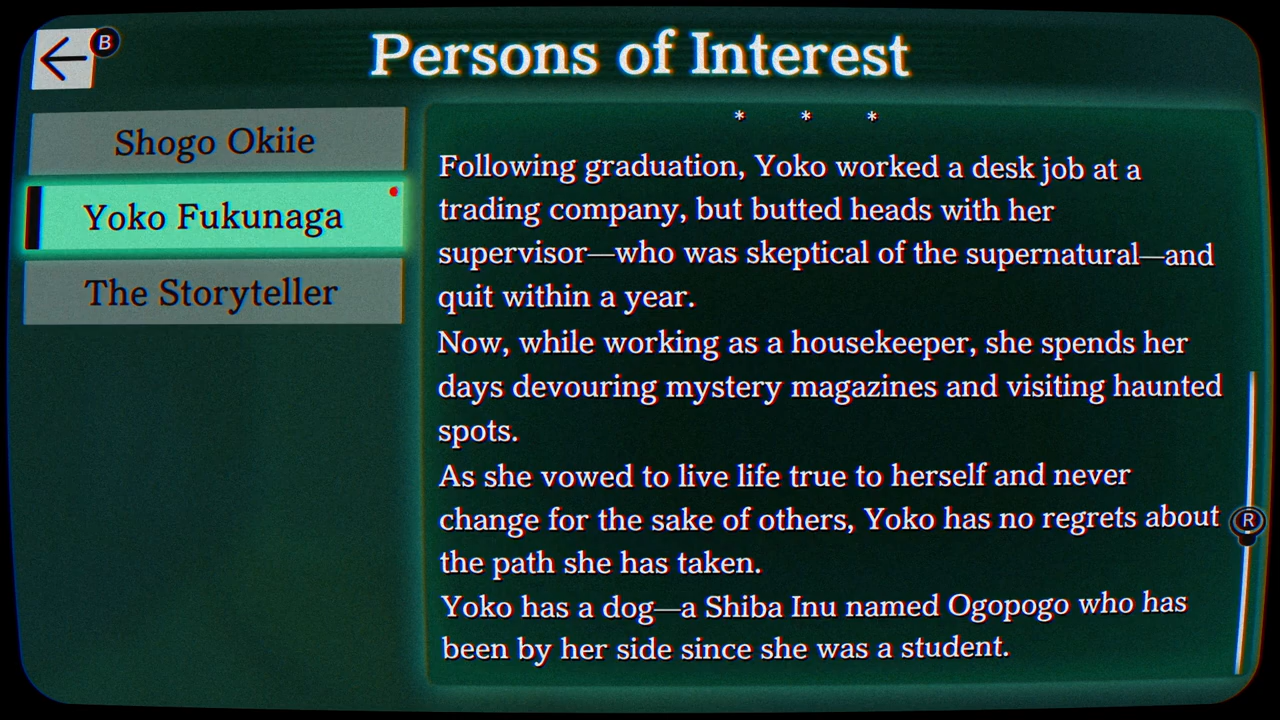 B
Persons of Interest
Shogo Okiie
Yoko Fukunaga
The Storyteller
* * *
Following graduation, Yoko worked a desk job at a
trading company, but butted heads with her
supervisor—who was skeptical of the supernatural—and
quit within a year.
Now, while working as a housekeeper, she spends her
days devouring mystery magazines and visiting haunted
spots.
As she vowed to live life true to herself and never
change for the sake of others, Yoko has no regrets about
the path she has taken.
Yoko has a dog—a Shiba Inu named Ogopogo who has
been by her side since she was a student.
R